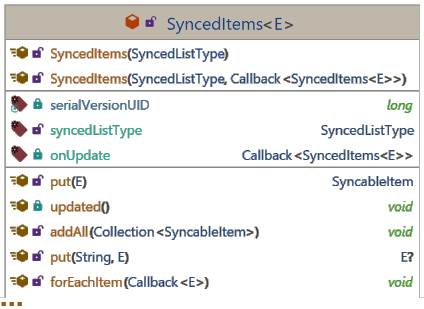 SyncedItems<E>
SyncedItems(SyncedListType)
SyncedItems(SyncedListType, Callback<SyncedItems<E>>)
serialVersionUID long
syncedListType SyncedListType
onUpdate Callback<SyncedItems<E>>
put(E) SyncableItem
updated() void
addAll(Collection<SyncableItem>) void
put(String, E) E?
forEachItem(Callback<E>) void